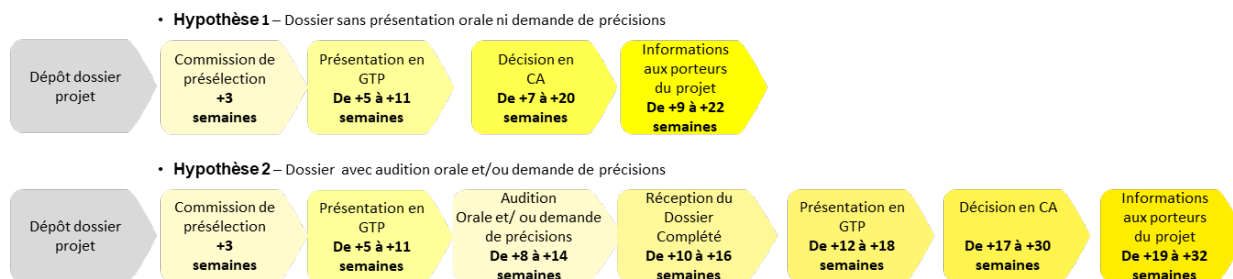 • Hypothèse 1 – Dossier sans présentation orale ni demande de précisions
Dépôt dossier
projet
Commission de
présélection
+3
semaines
Présentation en
GTP
De +5 à +11
semaines
Décision en
CA
De +7 à +20
semaines
Informations
aux porteurs
du projet
De +9 à +22
semaines
• Hypothèse 2 – Dossier avec audition orale et/ou demande de précisions
Dépôt dossier
projet
Commission de
présélection
+3
semaines
Présentation en
GTP
De +5 à +11
semaines
Audition
Orale et/ ou demande
de précisions
De +8 à +14
semaines
Réception du
Dossier
Complété
De +10 à +16
semaines
Présentation en
GTP
De +12 à +18
semaines
Décision en CA
De +17 à +30
semaines
Informations
aux porteurs
du projet
De +19 à +32
semaines